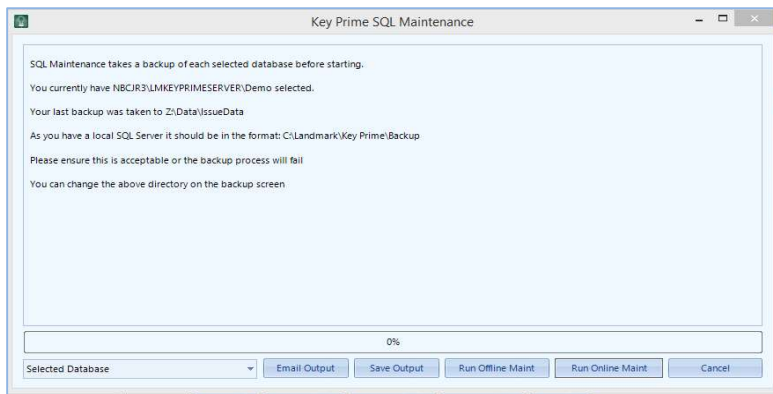 Key Prime SQL Maintenance
SQL Maintenance takes a backup of each selected database before starting.
You currently have NBCJR3\LMKEYPRIMESERVER\Demo selected.
Your last backup was taken to Z:\Data\IssueData
As you have a local SQL Server it should be in the format: C:\Landmark\Key Prime\Backup
Please ensure this is acceptable or the backup process will fail
You can change the above directory on the backup screen
0%
Selected Database
Email Output
Save Output
Run Offline Maint
Run Online Maint
Cancel